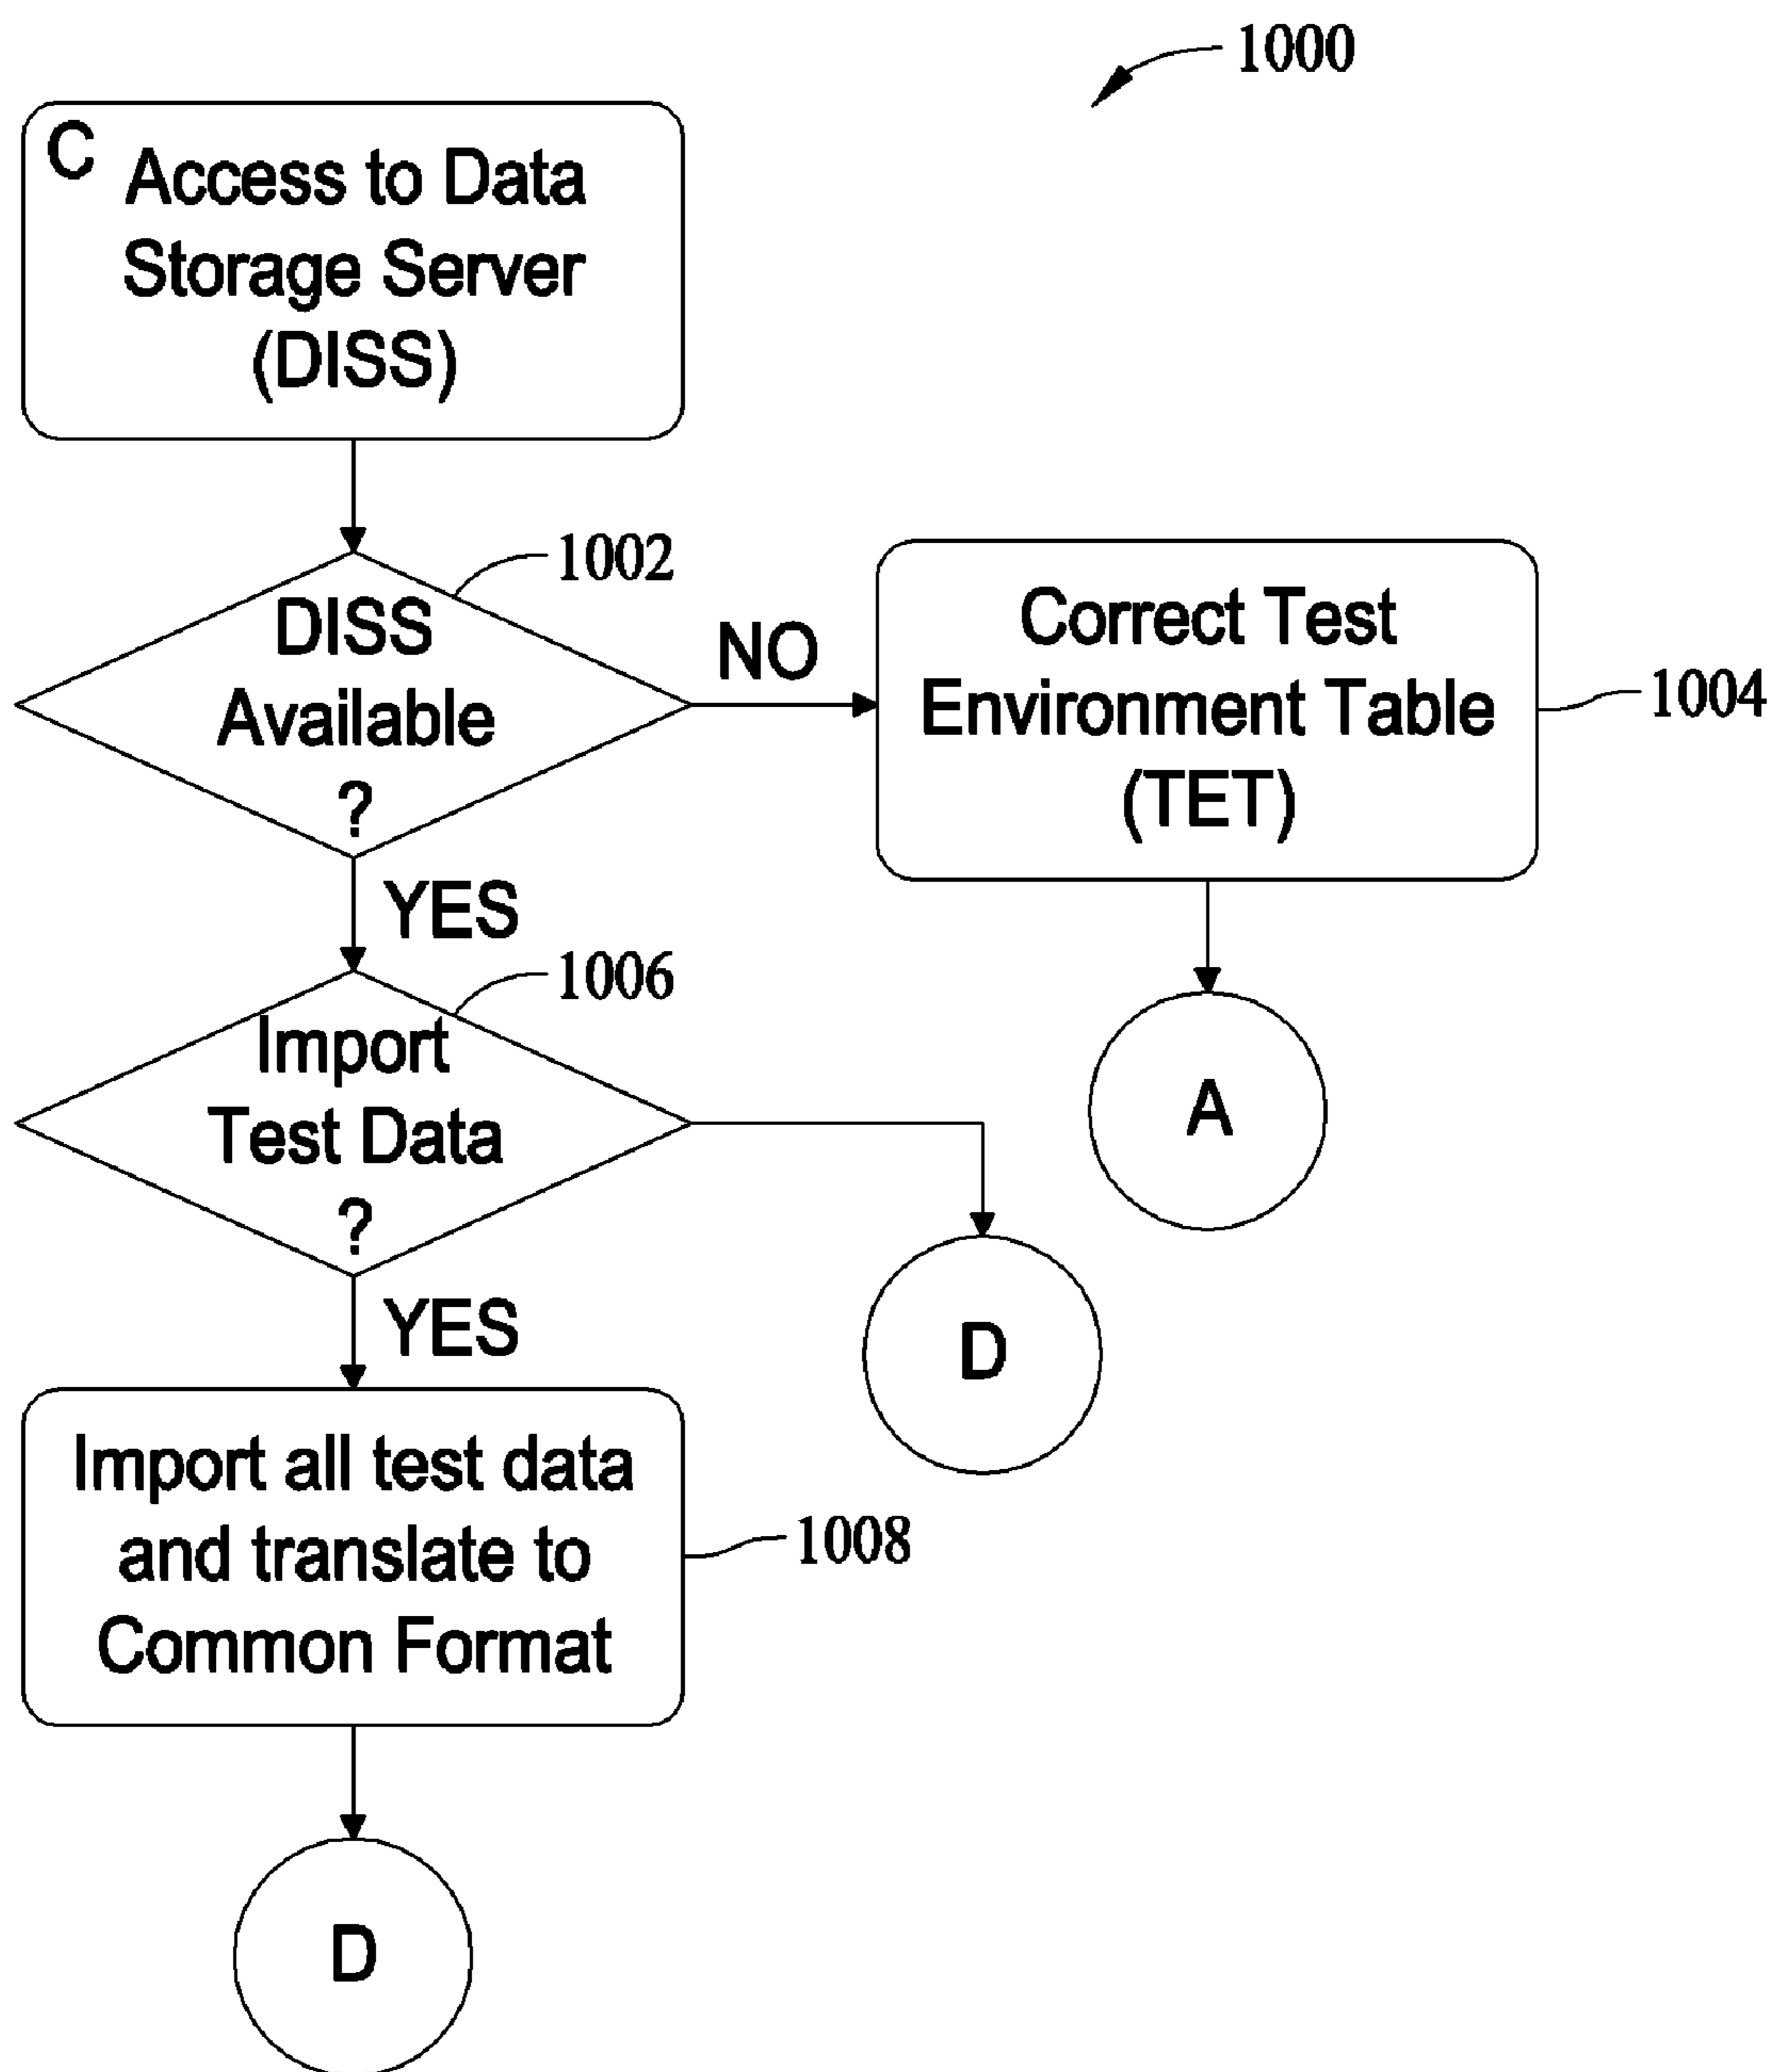 1000
C
Access to Data
Storage Server
(DISS)
1002
DISS
Available
?
NO
Correct Test
Environment Table
(TET)
1004
YES
1006
Import
Test Data
?
A
D
YES
Import all test data
and translate to
Common Format
1008
D